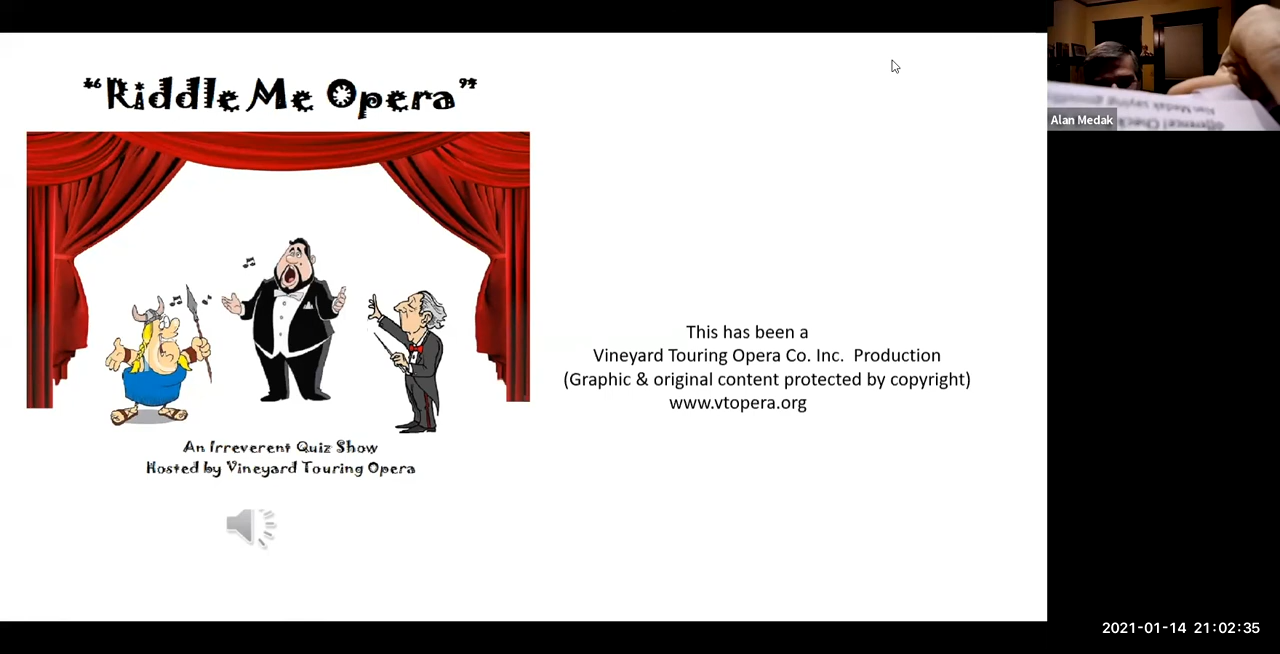 “Riddle Me Opera”
An Irreverent Quiz Show
Hosted by Vineyard Touring Opera
This has been a
Vineyard Touring Opera Co. Inc. Production
(Graphic & original content protected by copyright)
www.vtopera.org
Alan Medak
2021-01-14 21:02:35